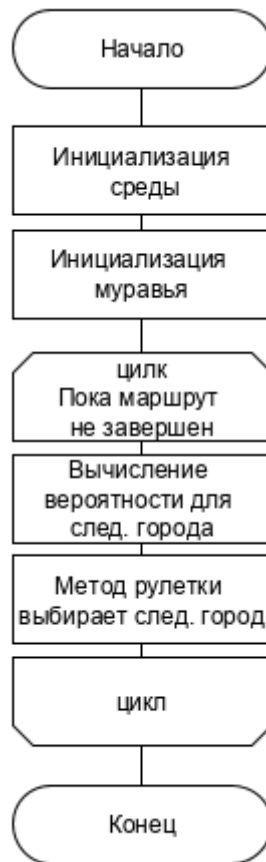 Начало
Инициализация
среды
Инициализация
муравья
цилк
Пока маршрут
не завершен
Вычисление
вероятности для
след. города
Метод рулетки
выбирает след. город
цикл
Конец